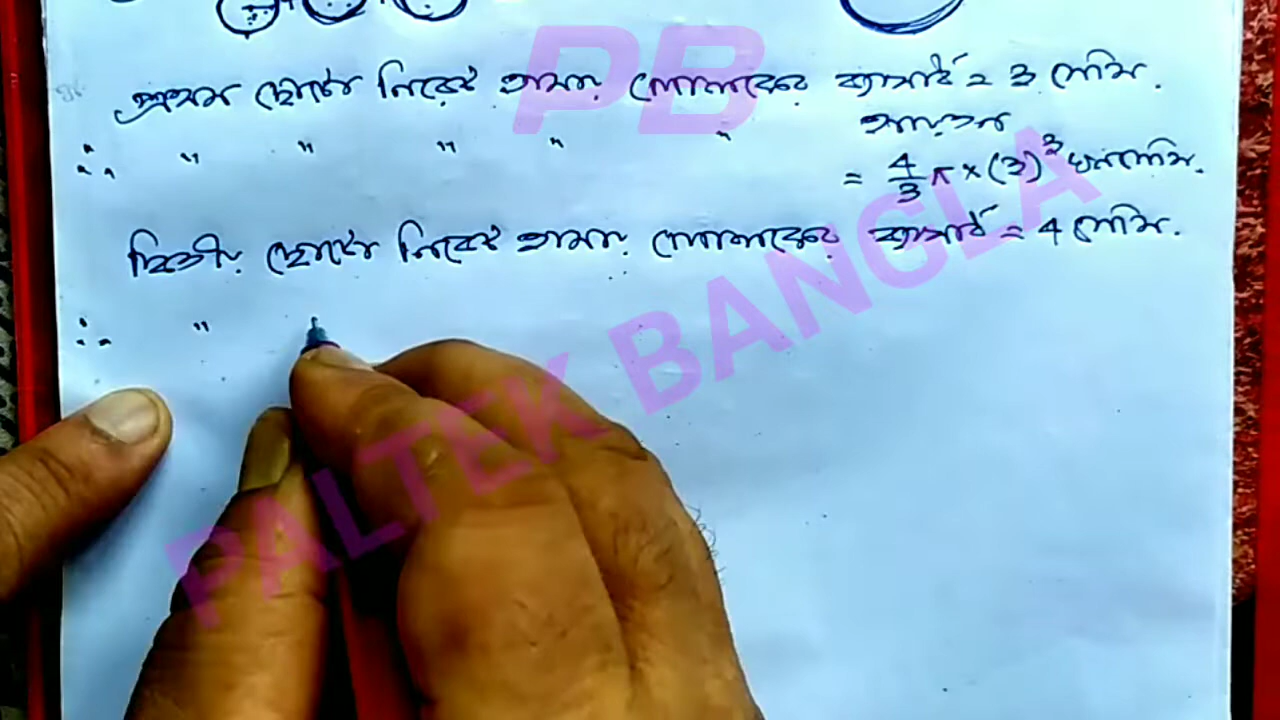 PB
প্রথম ছোটো নিরেট তামার গোলকের ব্যাসার্ধ = 3 সেমি.
∴ " " " " " আয়তন
= 4/3 π × (3)³ ঘনসেমি.
দ্বিতীয় ছোটো নিরেট তামার গোলকের ব্যাসার্ধ = 4 সেমি.
∴ "
PALTEK BANGLA